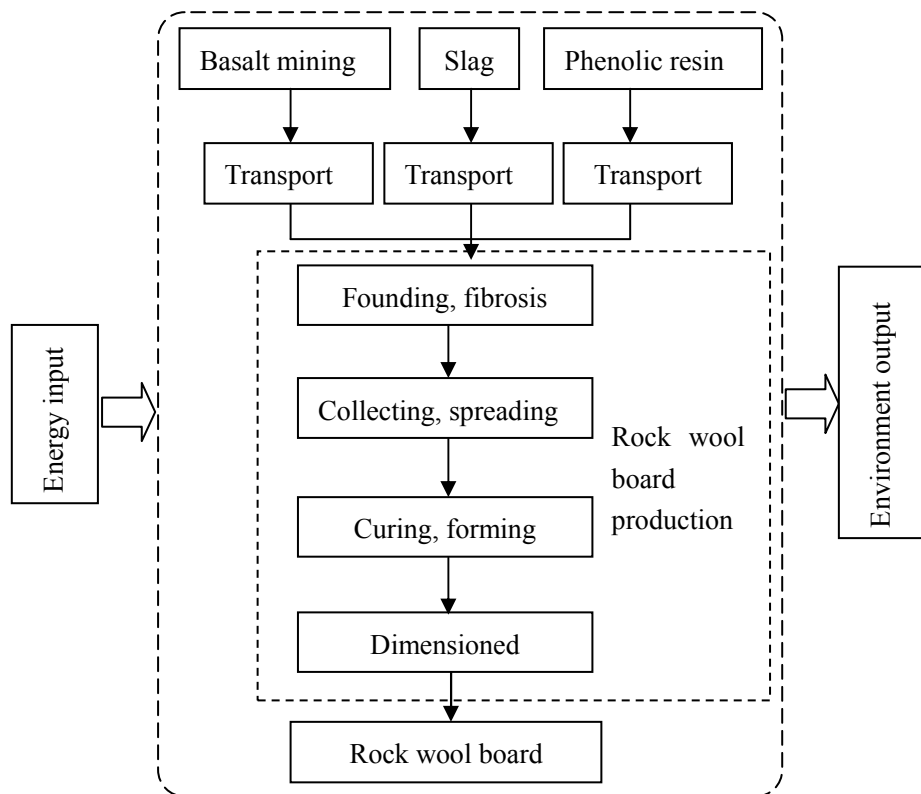 Basalt mining
Slag
Phenolic resin
Transport
Transport
Transport
Founding, fibrosis
Collecting, spreading
Curing, forming
Dimensioned
Rock wool
board
production
Rock wool board
Energy input
Environment output